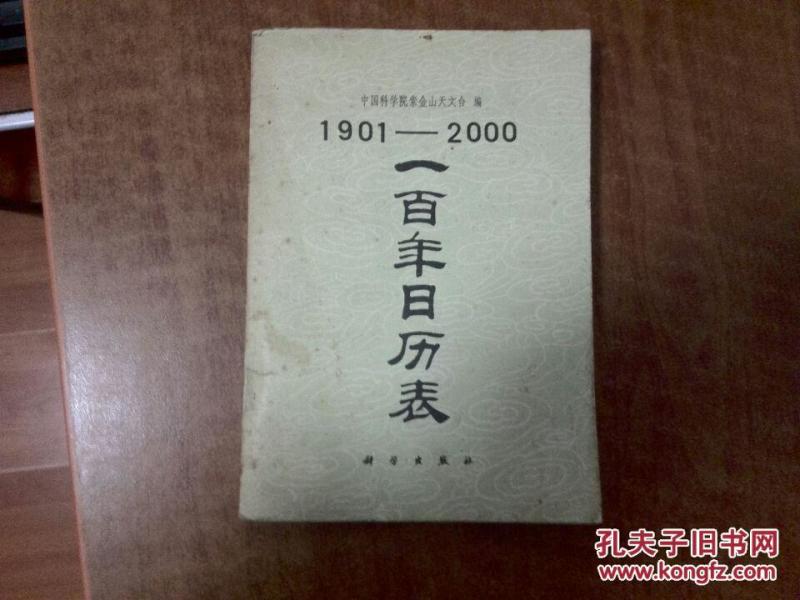 中国科学院紫金山天文台 编
1901—2000
一百年日历表
科学出版社
孔夫子旧书网
www.kongfz.com